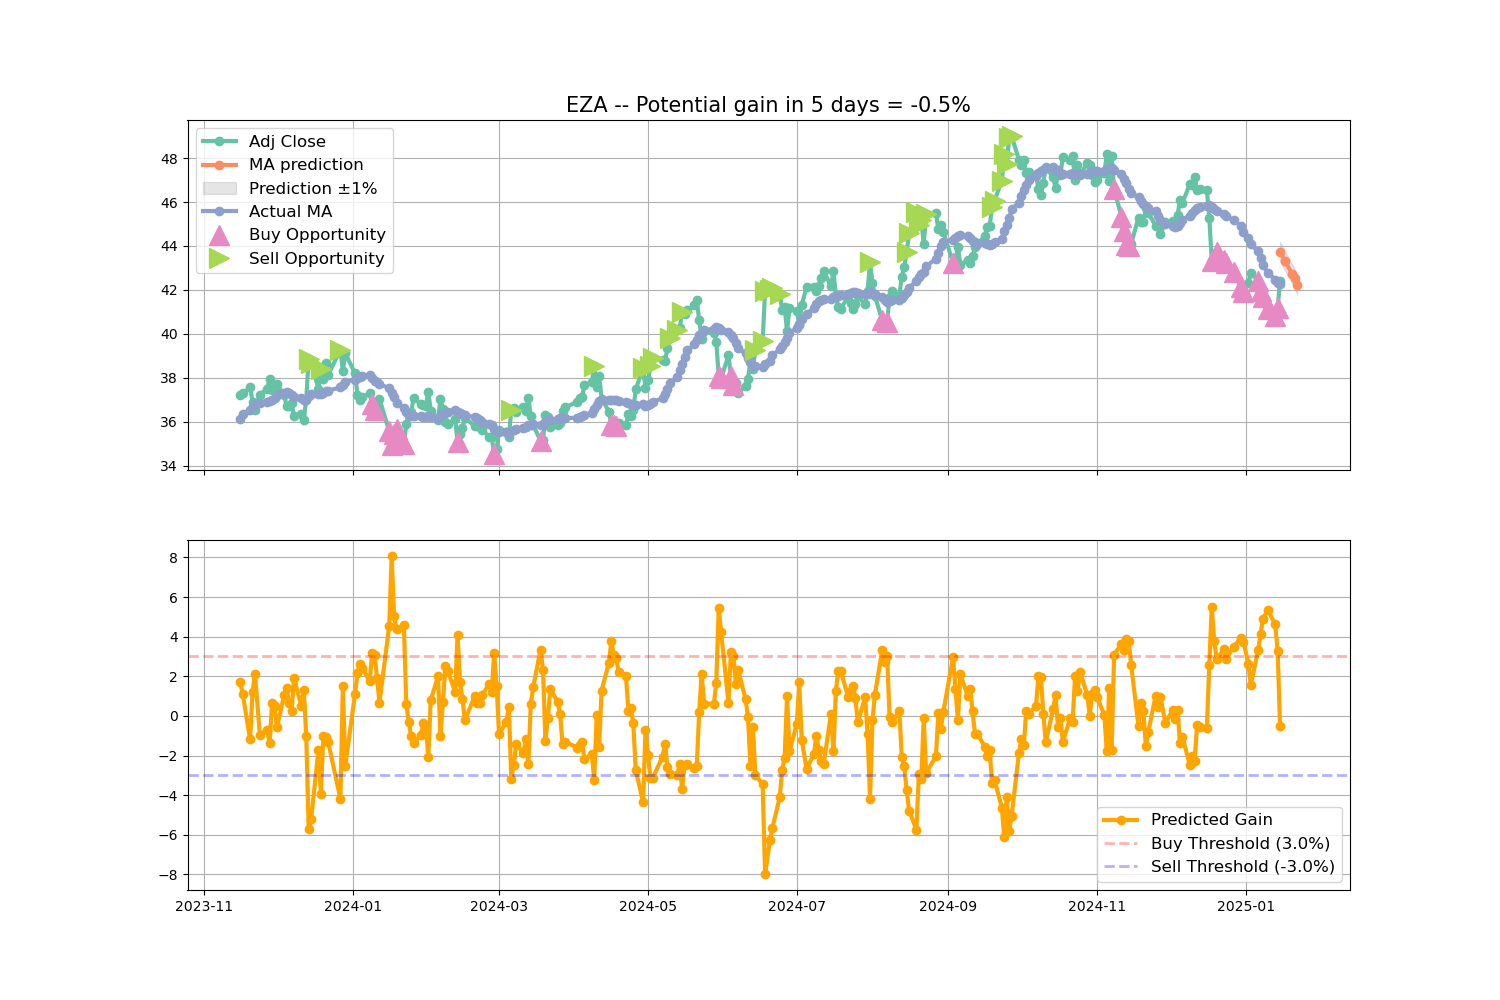 EZA -- Potential gain in 5 days = -0.5%
Adj Close
MA prediction
Prediction ±1%
Actual MA
Buy Opportunity
Sell Opportunity
48
46
44
42
40
38
36
34
8
6
4
2
0
−2
−4
−6
−8
Predicted Gain
Buy Threshold (3.0%)
Sell Threshold (-3.0%)
2023-11
2024-01
2024-03
2024-05
2024-07
2024-09
2024-11
2025-01